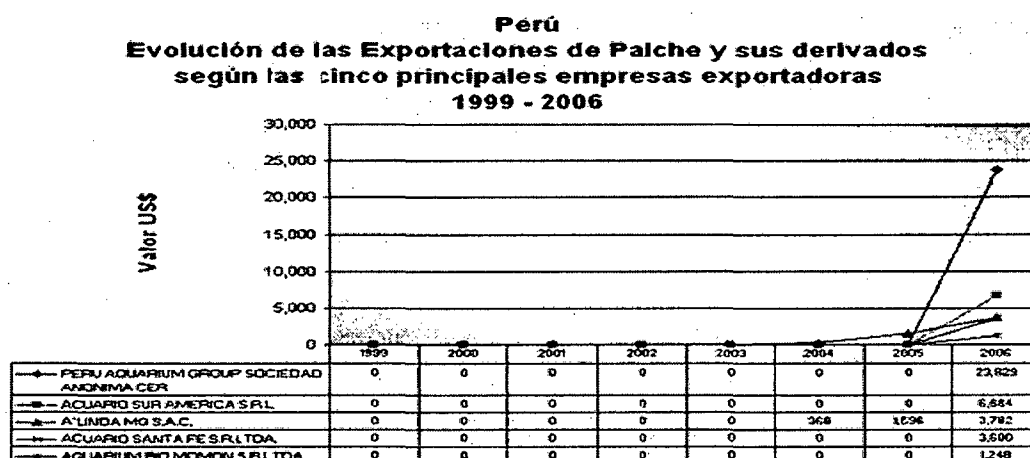 Perú
Evolución de las Exportaciones de Paiche y sus derivados
según las cinco principales empresas exportadoras
1999 - 2006
Valor US$
30,000
25,000
20,000
15,000
10,000
5,000
0
1999 2000 2001 2002 2003 2004 2005 2006
PERU AQUARIUM GROUP SOCIEDAD ANONIMA CER 0 0 0 0 0 0 0 23,829
ACUARIO SUR AMERICA S.R.L. 0 0 0 0 0 0 0 6,684
A'LINDA MG S.A.C. 0 0 0 0 0 368 3,782
ACUARIO SANTA FE S.R.LTDA. 0 0 0 0 0 0 0 3,600
AQUARIUM RIO MOMON S.R.LTDA 0 0 0 0 0 0 0 1,248